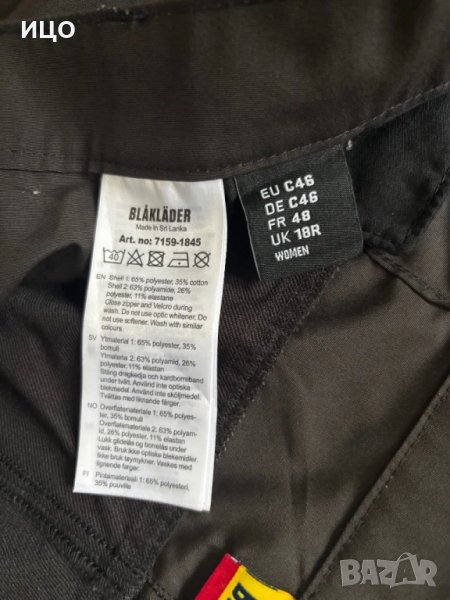 ИЦО
BLÅKLÄDER
Made in Sri Lanka
Art. no: 7159-1845
40
EN Shell 1: 65% polyester, 35% cotton
Shell 2: 63% polyamide, 26%
polyester, 11% elastane
Close zipper and Velcro during
wash. Do not use optic whitener. Do
not use softener. Wash with similar
colours.
SV Ytmaterial 1: 65% polyester, 35%
bomull
Ytmaterial 2: 63% polyamid, 26%
polyester, 11% elastan
Stäng dragkedja och kardborrband
under tvätt. Använd inte optiska
blekmedel. Använd inte sköljmedel.
Tvättas med liknande färger.
NO Overflatemateriale 1: 65% polyes-
ter, 35% bomull
Overflatemateriale 2: 63% polyam-
id, 26% polyester, 11% elastan
Lukk glidelås og borrelås under
vask. Ikke bruk optiske blekemidler.
Ikke bruk tøymykner. Vaskes med
lignende farger.
FI Pintamateriaali 1: 65% polyesteri,
35% puuvilla
EU C46
DE C46
FR 48
UK 18R
WOMEN
BAZAR
bg